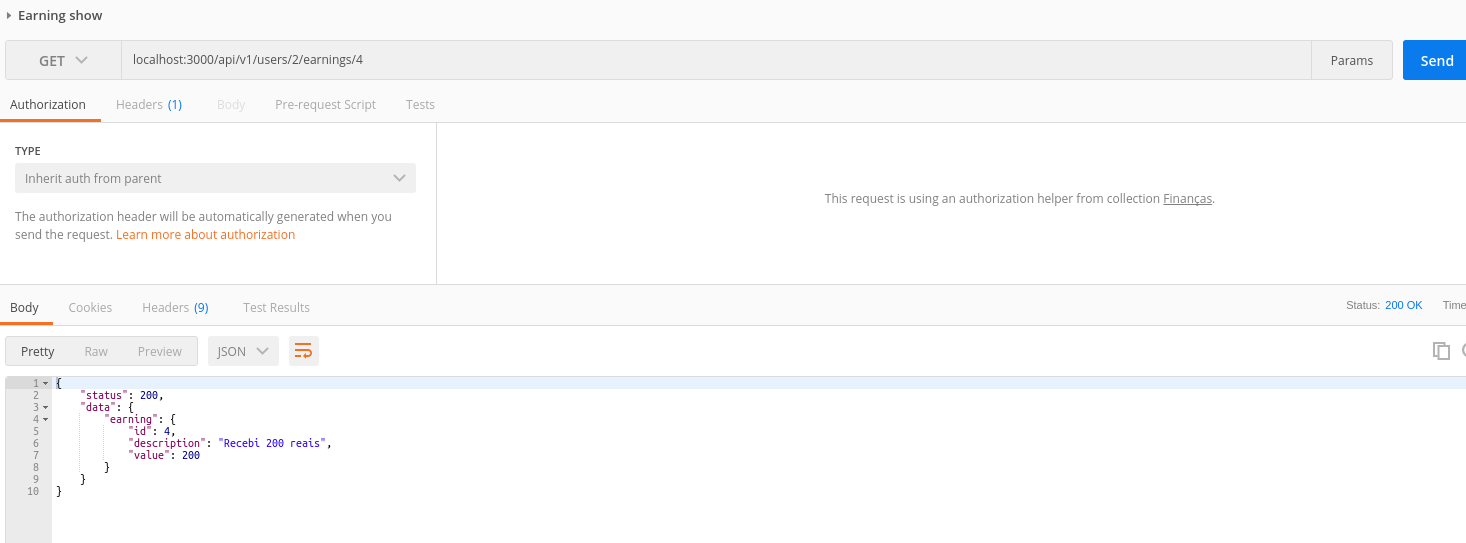 Earning show
GET localhost:3000/api/v1/users/2/earnings/4 Params Send
Authorization Headers (1) Body Pre-request Script Tests
TYPE
Inherit auth from parent
The authorization header will be automatically generated when you
send the request. Learn more about authorization
This request is using an authorization helper from collection Finanças.
Body Cookies Headers (9) Test Results Status: 200 OK Time
Pretty Raw Preview JSON
1 {
2 "status": 200,
3 "data": {
4 "earning": {
5 "id": 4,
6 "description": "Recebi 200 reais",
7 "value": 200
8 }
9 }
10 }